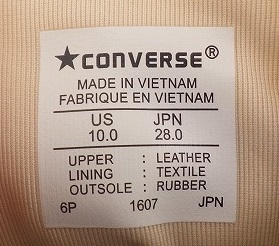 ★CONVERSE®
MADE IN VIETNAM
FABRIQUE EN VIETNAM
US JPN
10.0 28.0
UPPER : LEATHER
LINING : TEXTILE
OUTSOLE : RUBBER
6P 1607 JPN